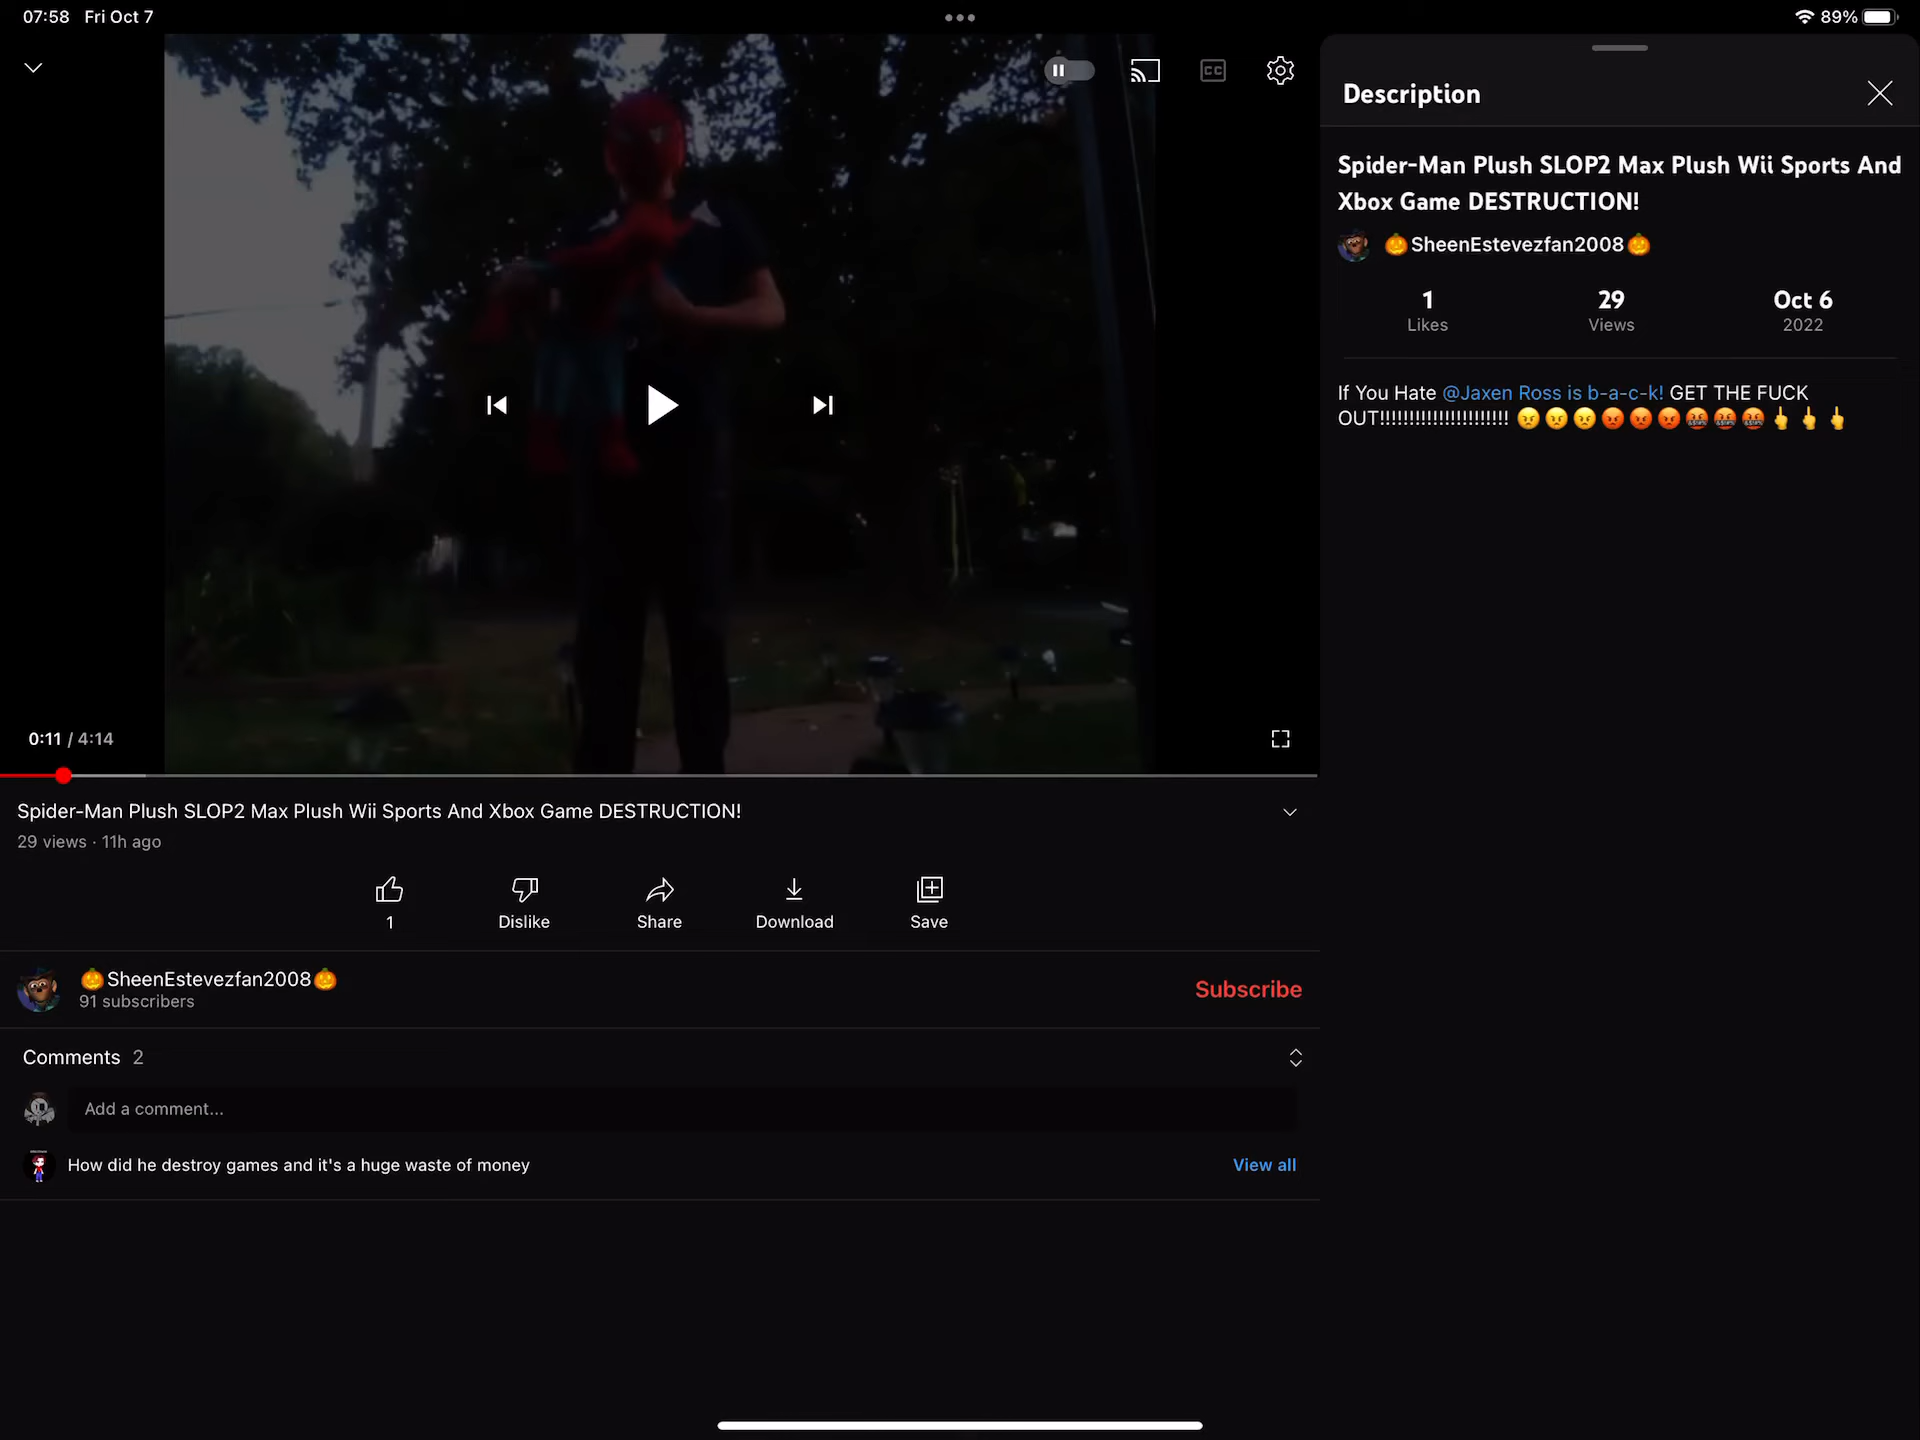 07:58 Fri Oct 7
89%
CC
0:11 / 4:14
Spider-Man Plush SLOP2 Max Plush Wii Sports And Xbox Game DESTRUCTION!
29 views · 11h ago
1
Dislike
Share
Download
Save
🎃SheenEstevezfan2008🎃
91 subscribers
Subscribe
Comments 2
Add a comment...
How did he destroy games and it's a huge waste of money
View all
Description
Spider-Man Plush SLOP2 Max Plush Wii Sports And
Xbox Game DESTRUCTION!
🎃SheenEstevezfan2008🎃
1 29 Oct 6
Likes Views 2022
If You Hate @Jaxen Ross is b-a-c-k! GET THE FUCK
OUT!!!!!!!!!!!!!!!!!!!!!! 😠😠😠😡😡😡🤬🤬🤬🖕🖕🖕